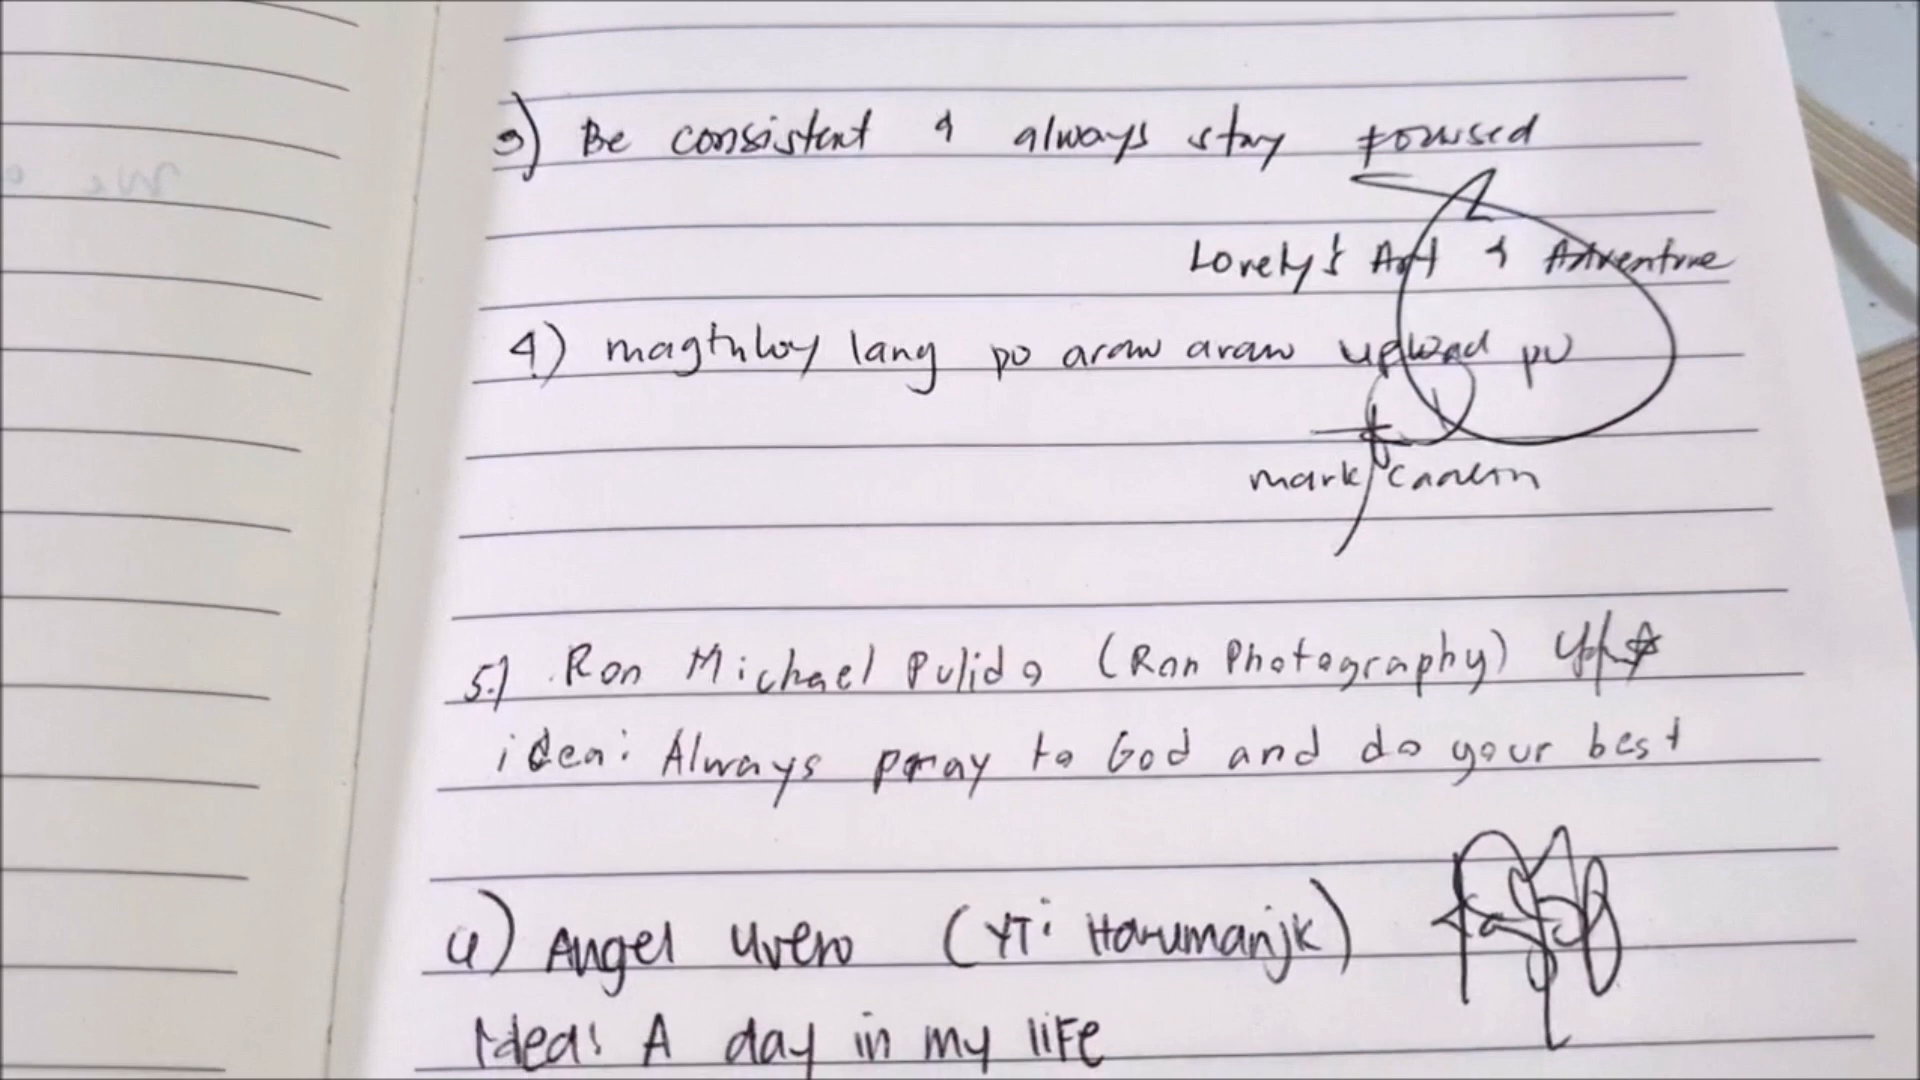 3) Be consistent & always stay focused
Lovely's Art & Adventure
4.) magtuloy lang po araw araw upload po
mark
5.) Ron Michael Pulido (Ron Photography)
idea: Always pray to God and do your best
6) Angel Uvero (YT: Harumanjk)
Idea: A day in my life